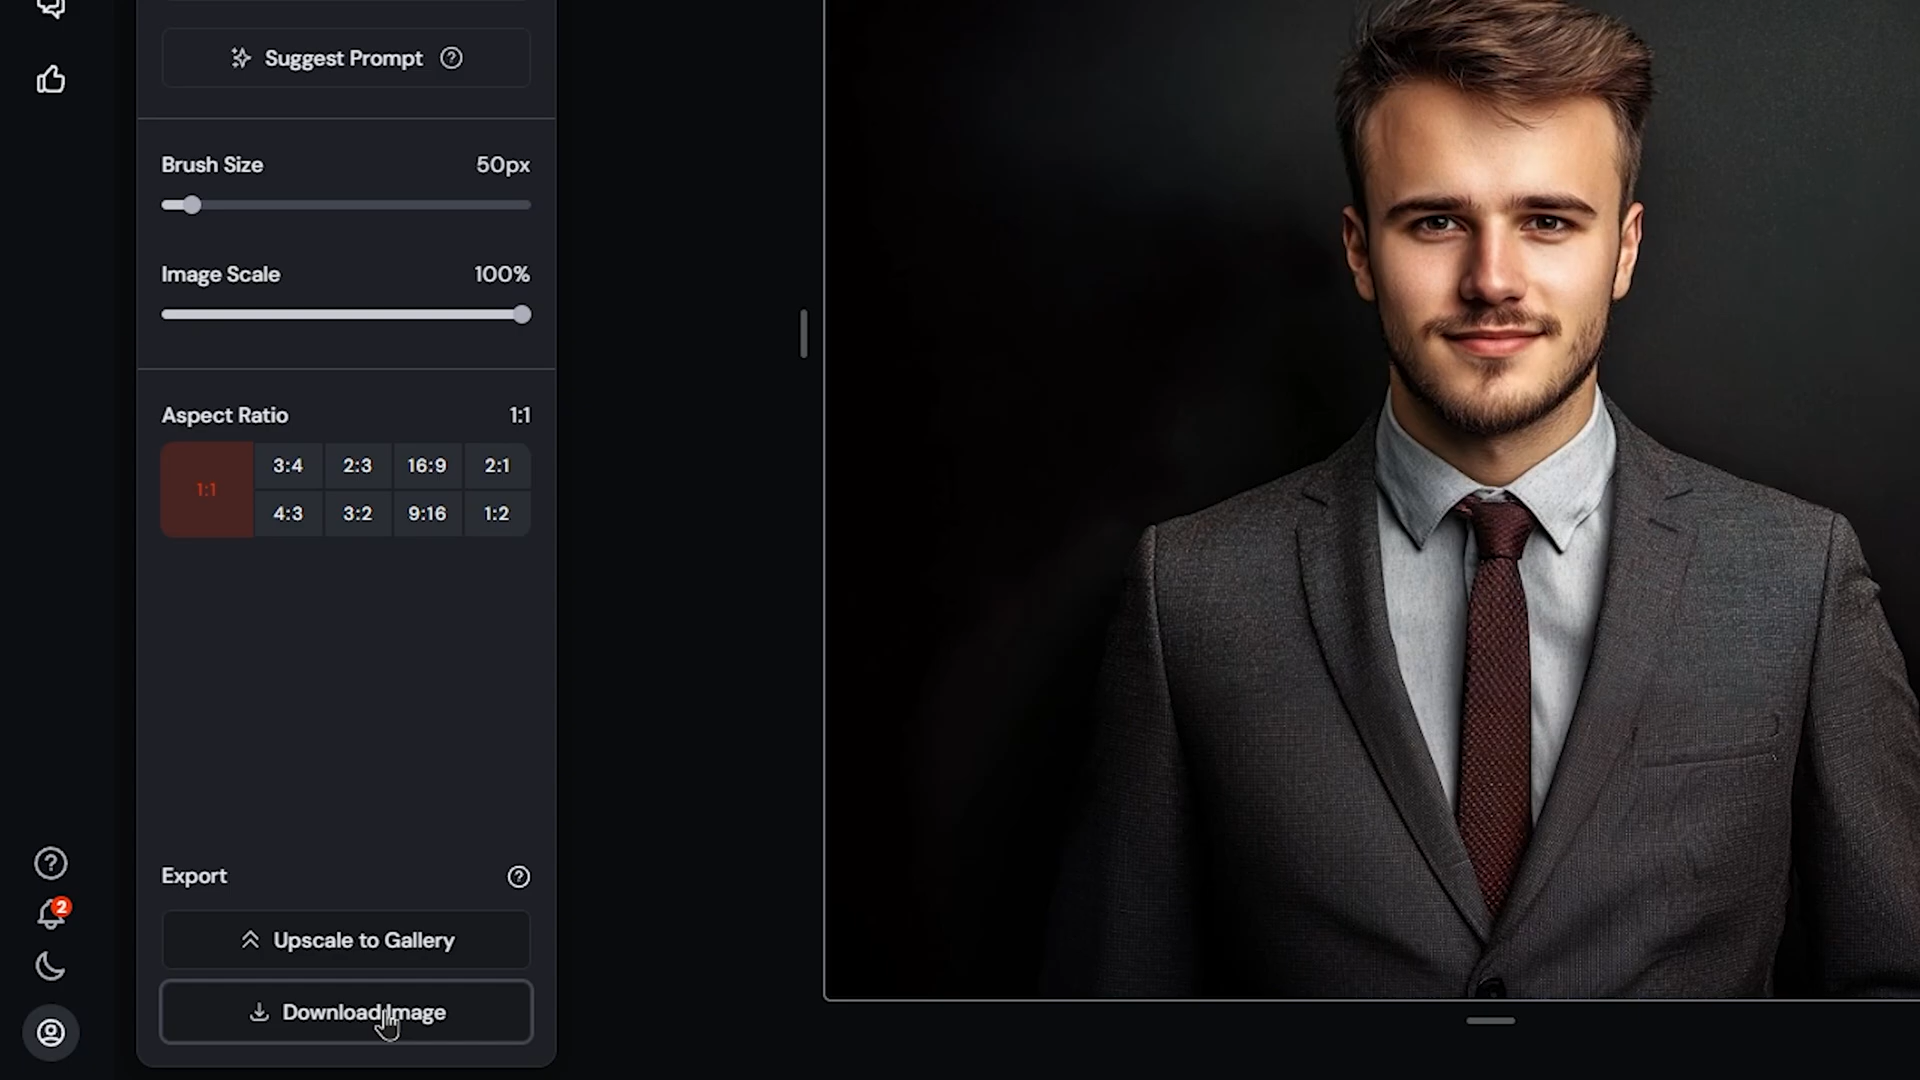 Suggest Prompt
Brush Size 50px
Image Scale 100%
Aspect Ratio 1:1
1:1 3:4 2:3 16:9 2:1
4:3 3:2 9:16 1:2
Export
2
Upscale to Gallery
Download Image